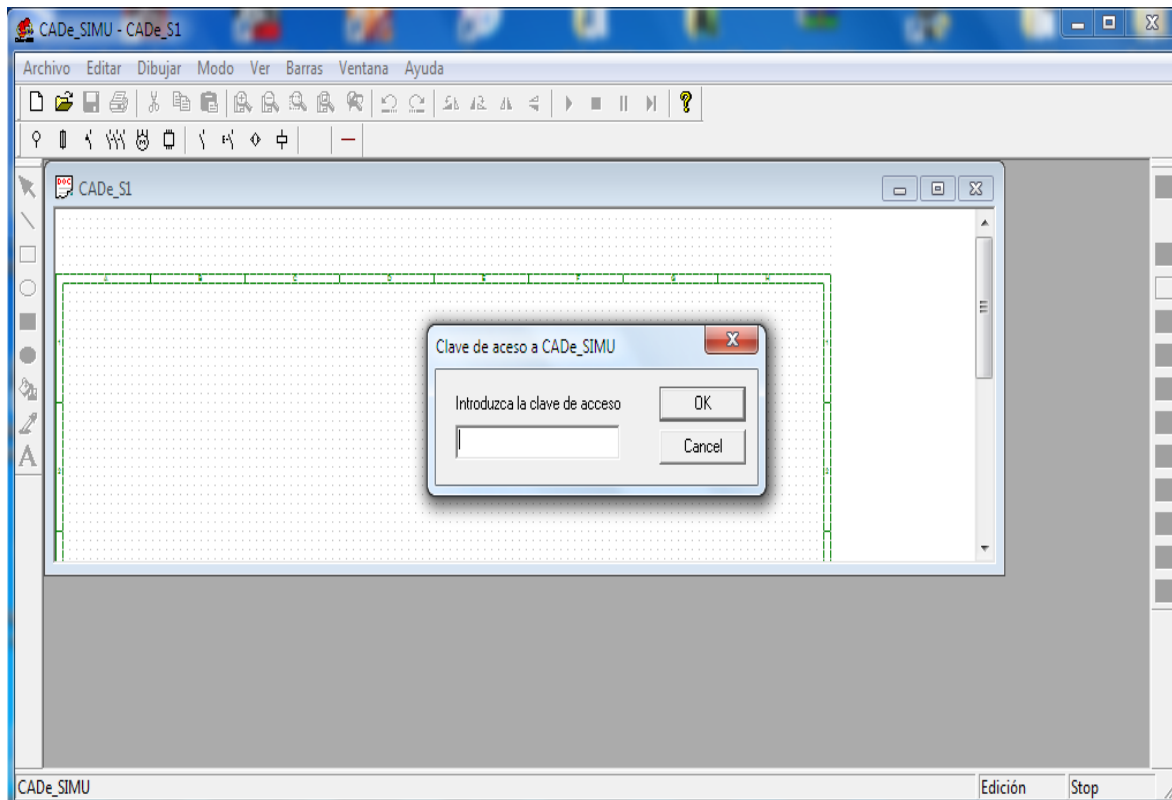 CADe_SIMU - CADe_S1
Archivo Editar Dibujar Modo Ver Barras Ventana Ayuda
CADe_S1
A B C D E F G H
Clave de aceso a CADe_SIMU
Introduzca la clave de acceso
OK
Cancel
CADe_SIMU Edición Stop